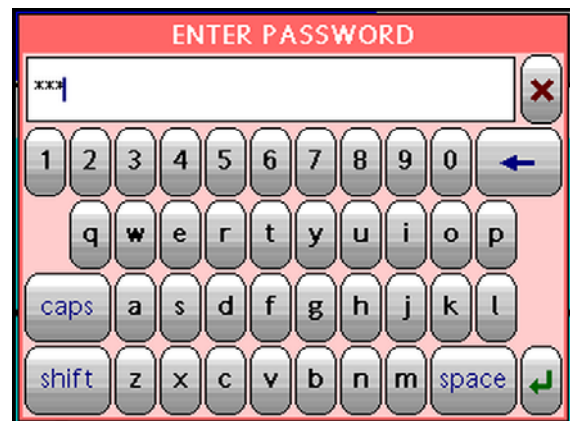 ENTER PASSWORD
***
1 2 3 4 5 6 7 8 9 0
q w e r t y u i o p
caps a s d f g h j k l
shift z x c v b n m space